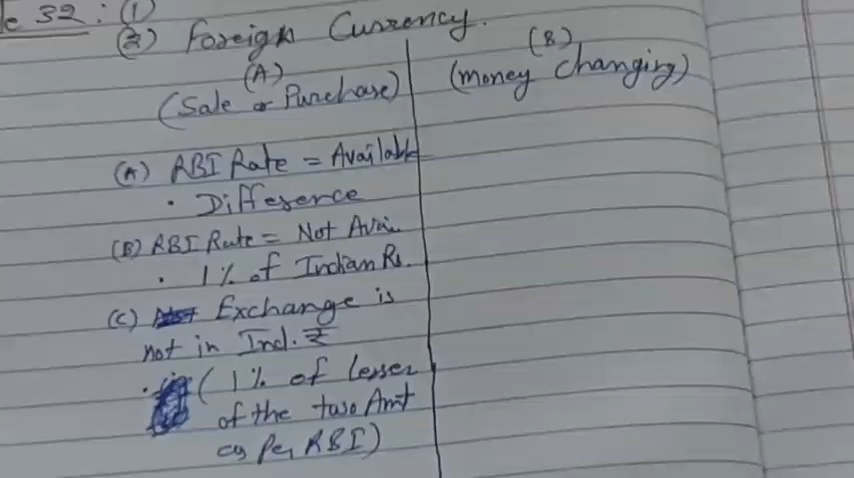 le 32 : (1)
(2) Foreign Currency.
(A)
(Sale or Purchase)
(B)
(money changing)
(A) RBI Rate = Available
• Difference
(B) RBI Rate = Not Avai.
• 1% of Indian Rs.
(C) Exchange is
not in Ind. ₹
• (1% of lesser
of the two Amt
as Per RBI)